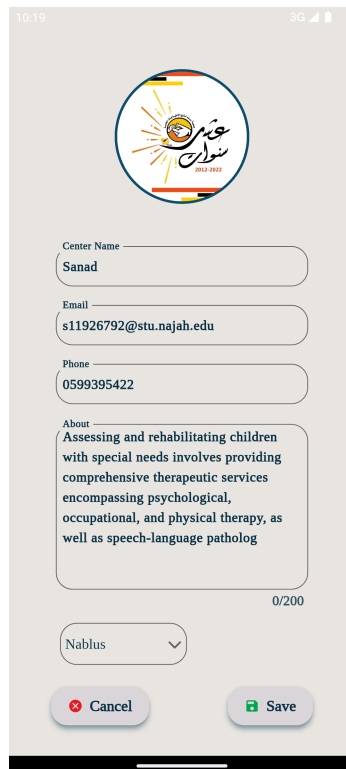 10:19
3G
عشر
سنوات
2012-2022
Center Name
Sanad
Email
s11926792@stu.najah.edu
Phone
0599395422
About
Assessing and rehabilitating children
with special needs involves providing
comprehensive therapeutic services
encompassing psychological,
occupational, and physical therapy, as
well as speech-language patholog
0/200
Nablus
Cancel
Save